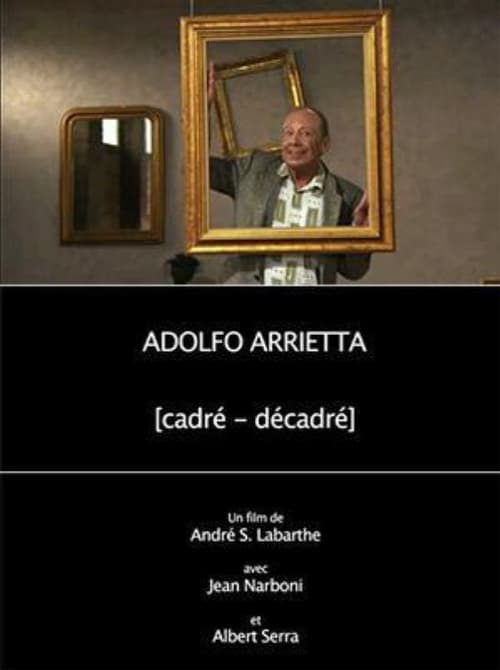 ADOLFO ARRIETTA
[cadré – décadré]
Un film de
André S. Labarthe
avec
Jean Narboni
et
Albert Serra